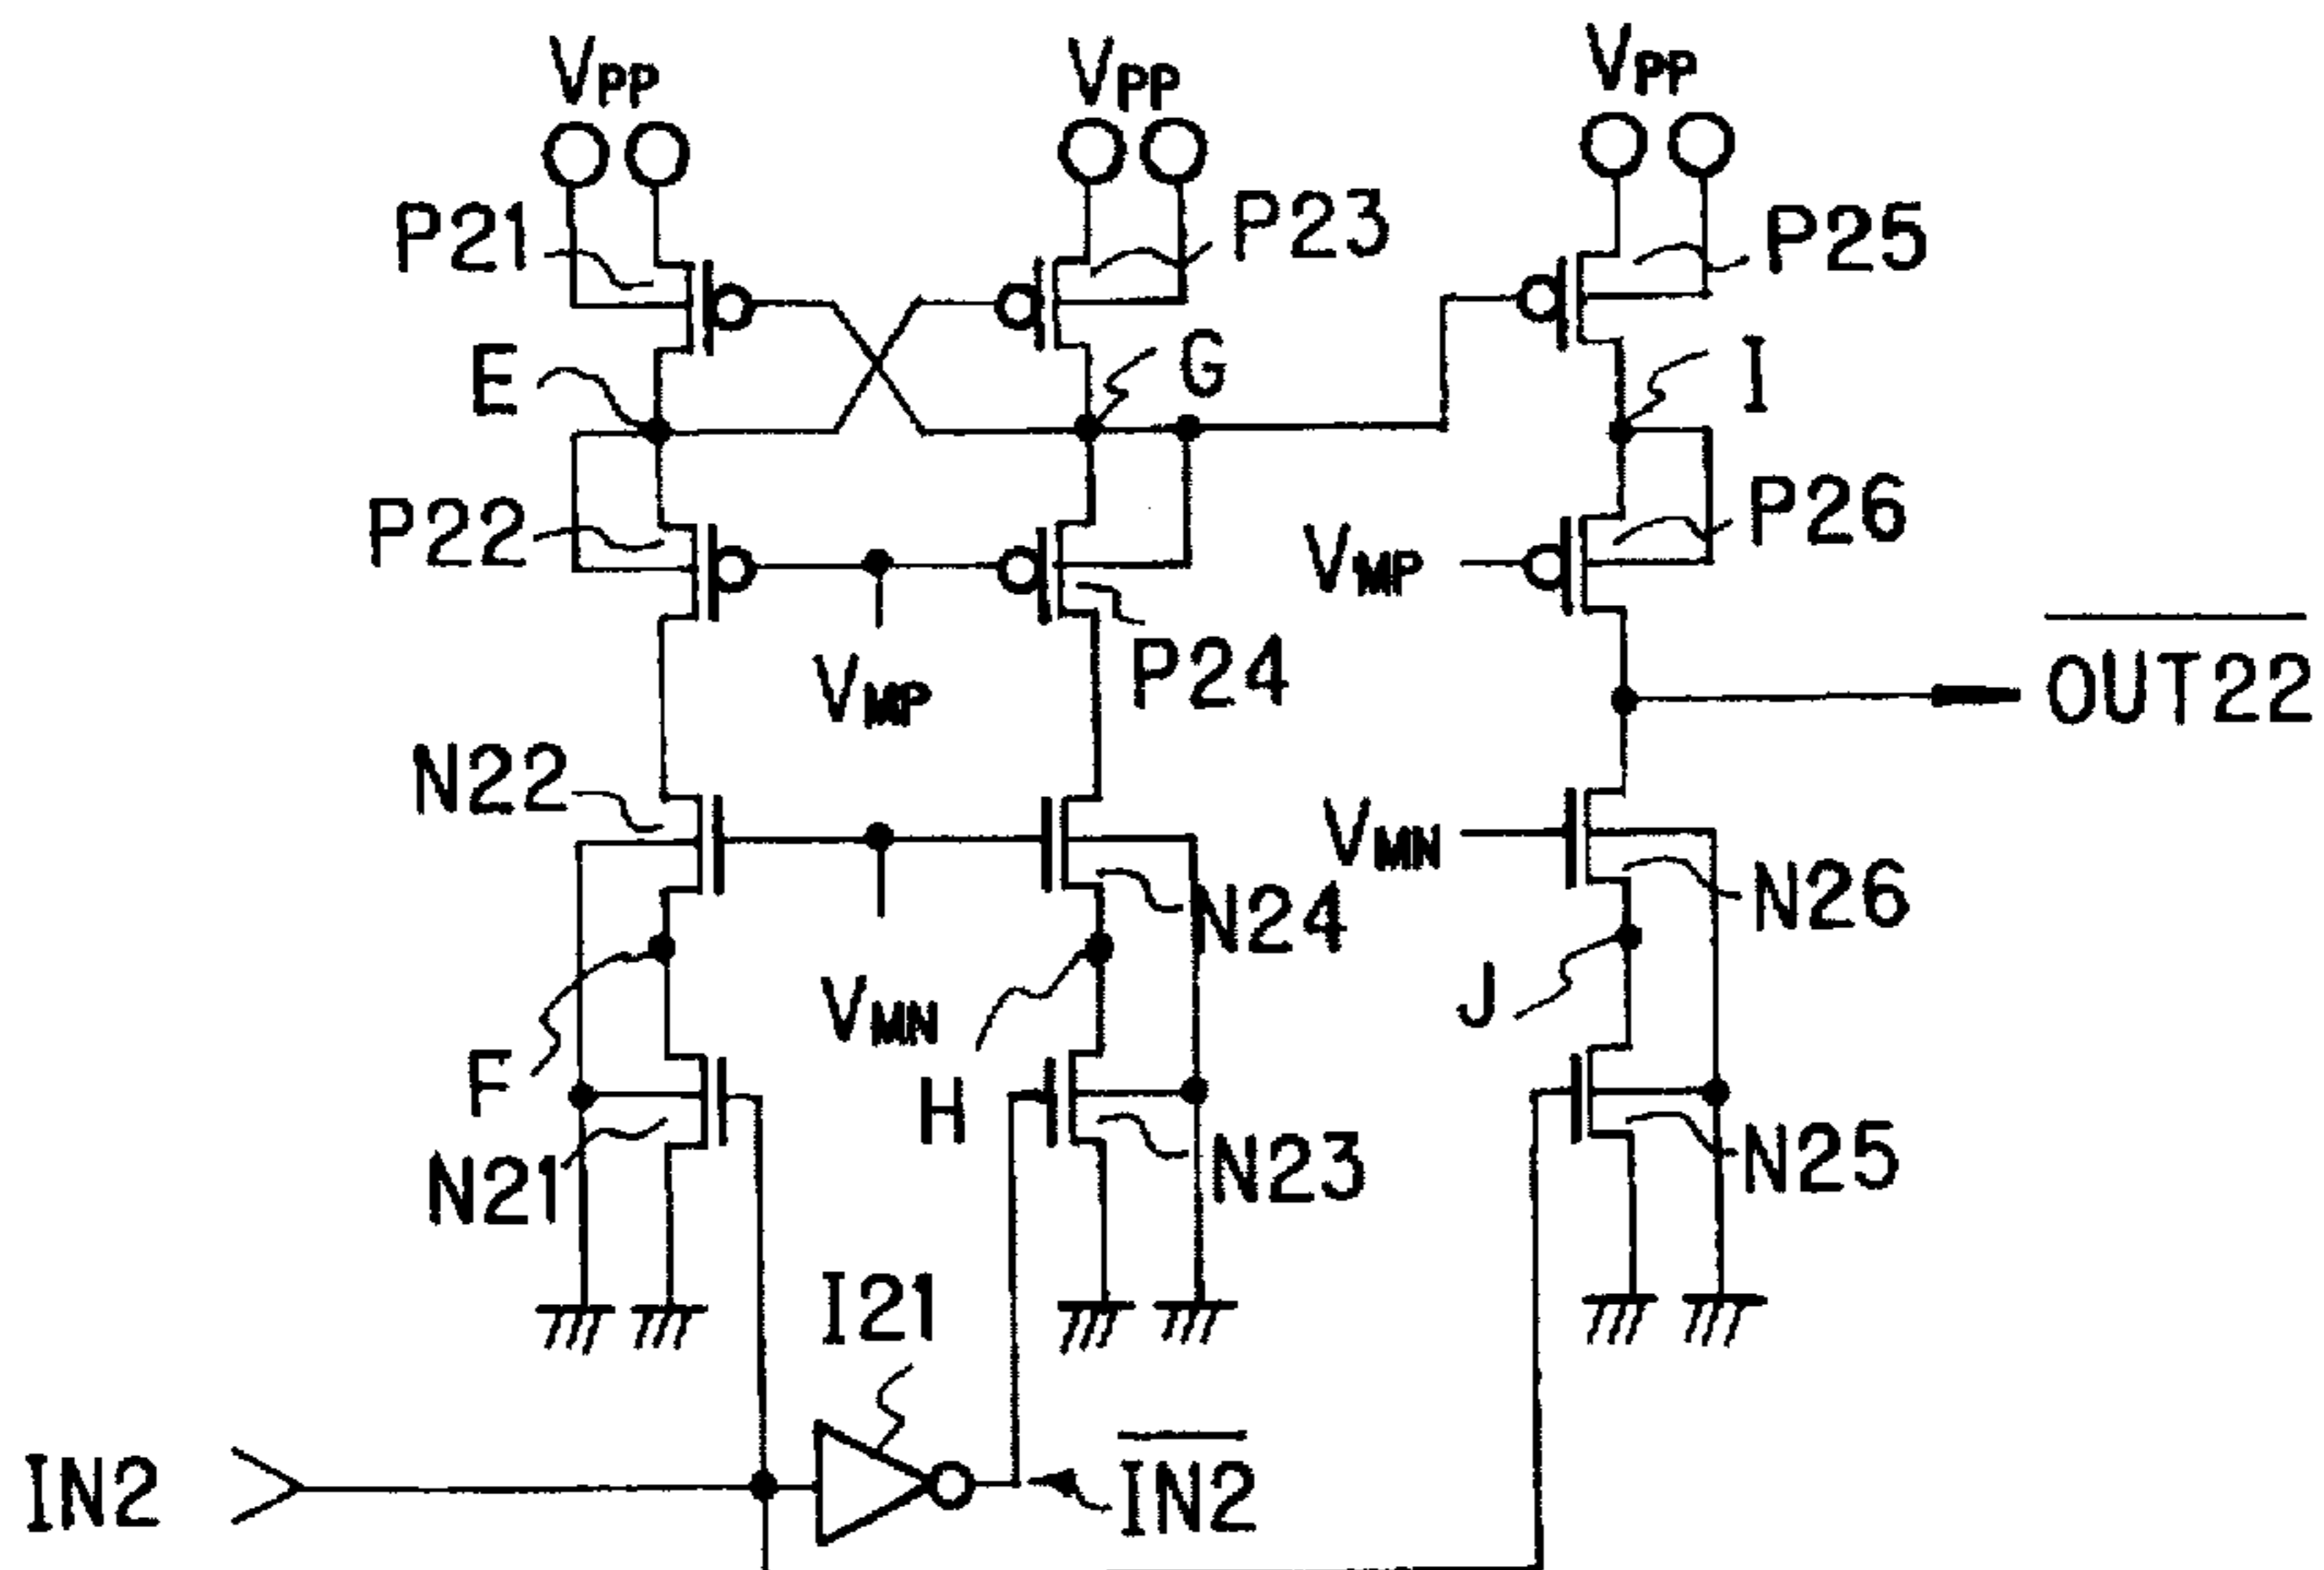 VPP VPP VPP
P21 P23 P25
E G I
P22 P26
VMP
P24
VMP
OUT22
N22
VMN
N24 N26
VMN J
F H
N21 N23 N25
I21
IN2 IN2